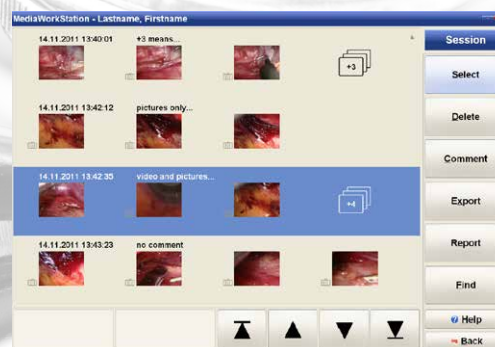 MediaWorkStation - Lastname, Firstname
Session
14.11.2011 13:40:01 +3 means...
+3
Select
14.11.2011 13:42:12 pictures only...
Delete
Comment
14.11.2011 13:42:35 video and pictures...
+4
Export
Report
14.11.2011 13:43:23 no comment
Find
Help
Back